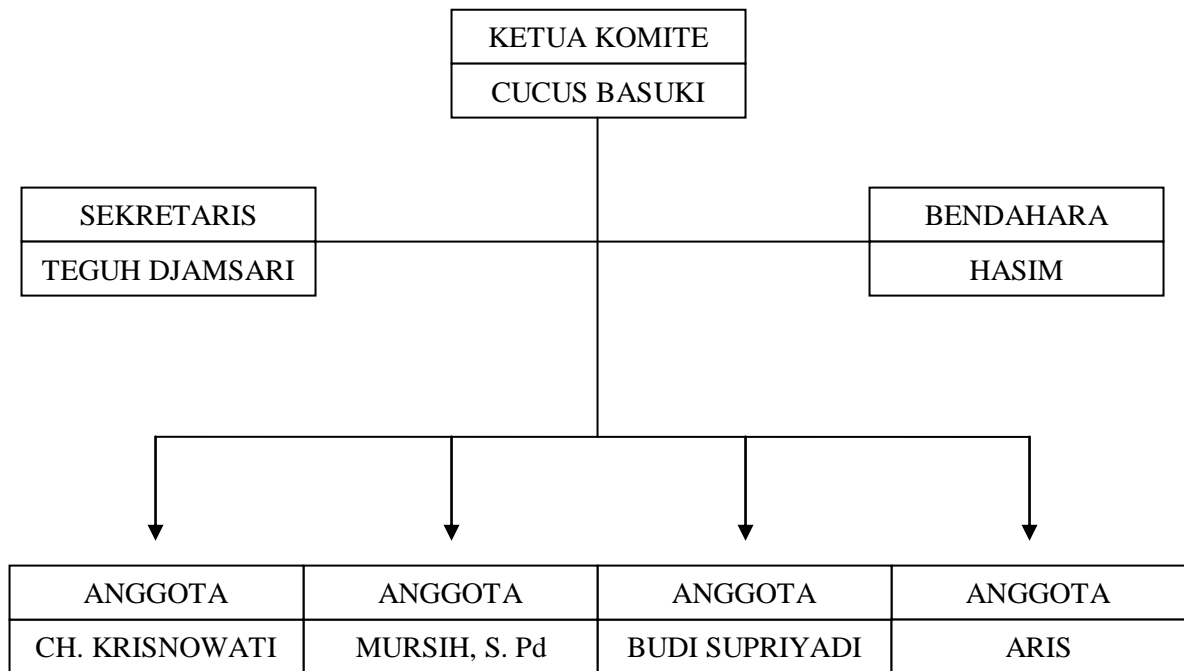 KETUA KOMITE
CUCUS BASUKI
SEKRETARIS
TEGUH DJAMSARI
BENDAHARA
HASIM
ANGGOTA
CH. KRISNOWATI
ANGGOTA
MURSIH, S. Pd
ANGGOTA
BUDI SUPRIYADI
ANGGOTA
ARIS